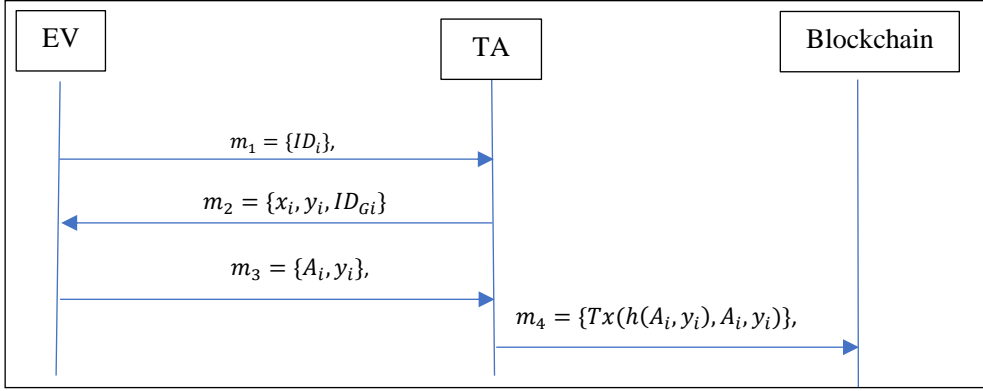 EV
TA
Blockchain
m₁ = {IDᵢ},
m₂ = {xᵢ, yᵢ, ID_Gi}
m₃ = {Aᵢ, yᵢ},
m₄ = {Tx(h(Aᵢ, yᵢ), Aᵢ, yᵢ)},